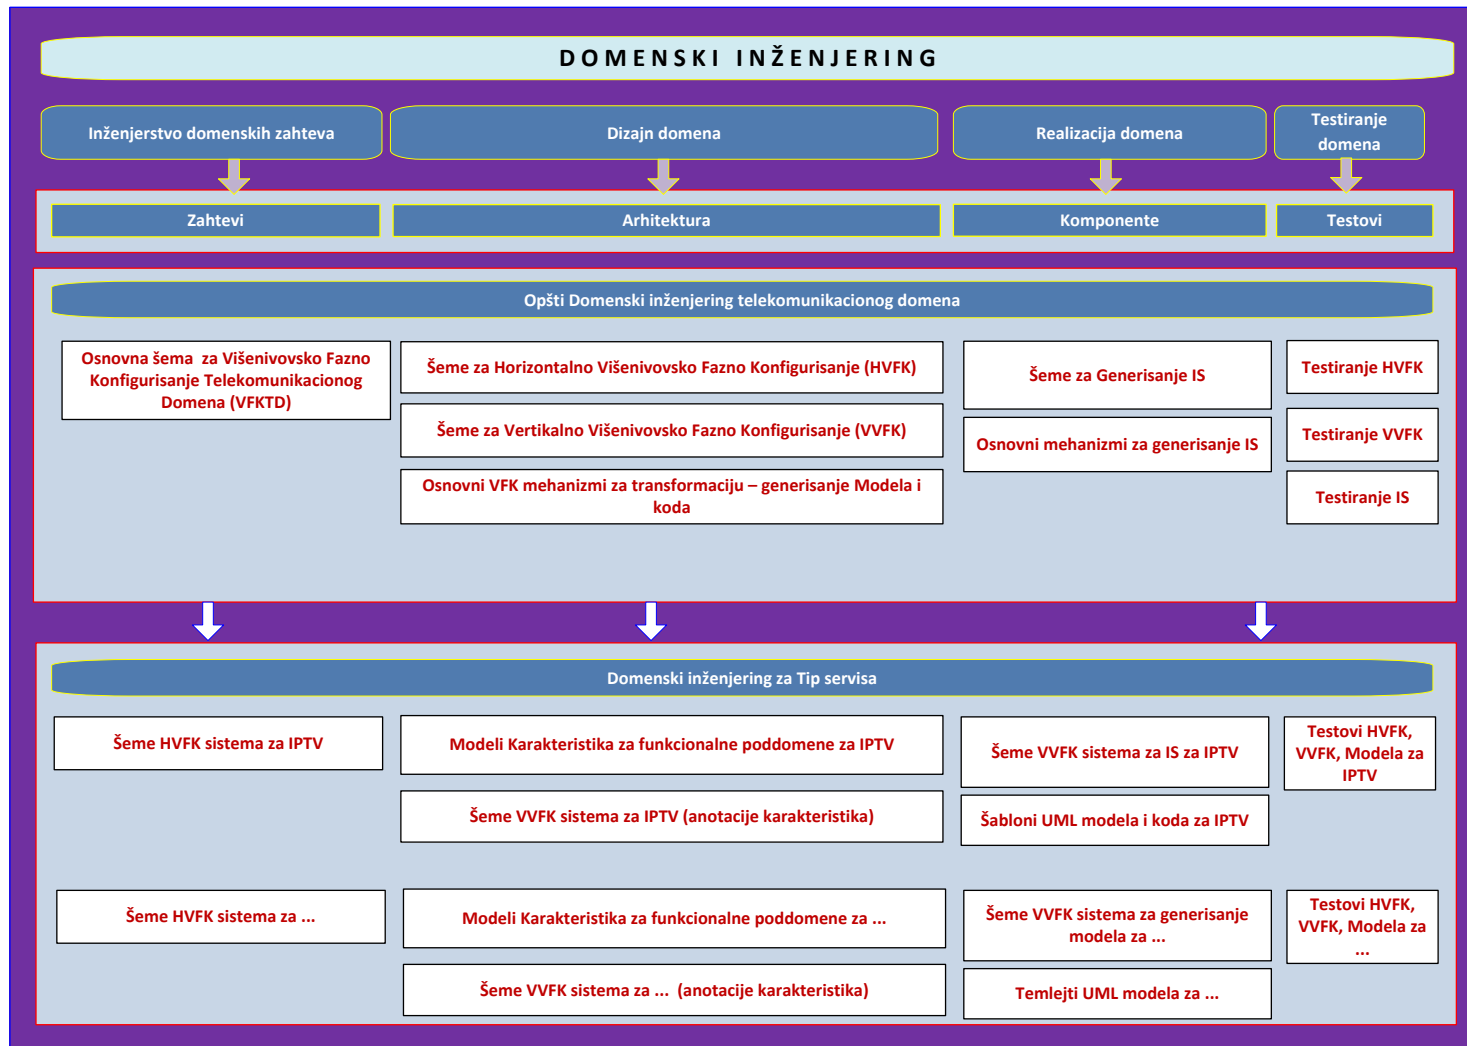 DOMENSKI INŽENJERING
Inženjerstvo domenskih zahteva
Dizajn domena
Realizacija domena
Testiranje
domena
Zahtevi
Arhitektura
Komponente
Testovi
Opšti Domenski inženjering telekomunikacionog domena
Osnovna šema za Višenivovsko Fazno
Konfigurisanje Telekomunikacionog
Domena (VFKTD)
Šeme za Horizontalno Višenivovsko Fazno Konfigurisanje (HVFK)
Šeme za Vertikalno Višenivovsko Fazno Konfigurisanje (VVFK)
Osnovni VFK mehanizmi za transformaciju – generisanje Modela i
koda
Šeme za Generisanje IS
Osnovni mehanizmi za generisanje IS
Testiranje HVFK
Testiranje VVFK
Testiranje IS
Domenski inženjering za Tip servisa
Šeme HVFK sistema za IPTV
Modeli Karakteristika za funkcionalne poddomene za IPTV
Šeme VVFK sistema za IPTV (anotacije karakteristika)
Šeme VVFK sistema za IS za IPTV
Šabloni UML modela i koda za IPTV
Testovi HVFK,
VVFK, Modela za
IPTV
Šeme HVFK sistema za ...
Modeli Karakteristika za funkcionalne poddomene za ...
Šeme VVFK sistema za ... (anotacije karakteristika)
Šeme VVFK sistema za generisanje
modela za ...
Temlejti UML modela za ...
Testovi HVFK,
VVFK, Modela za
...